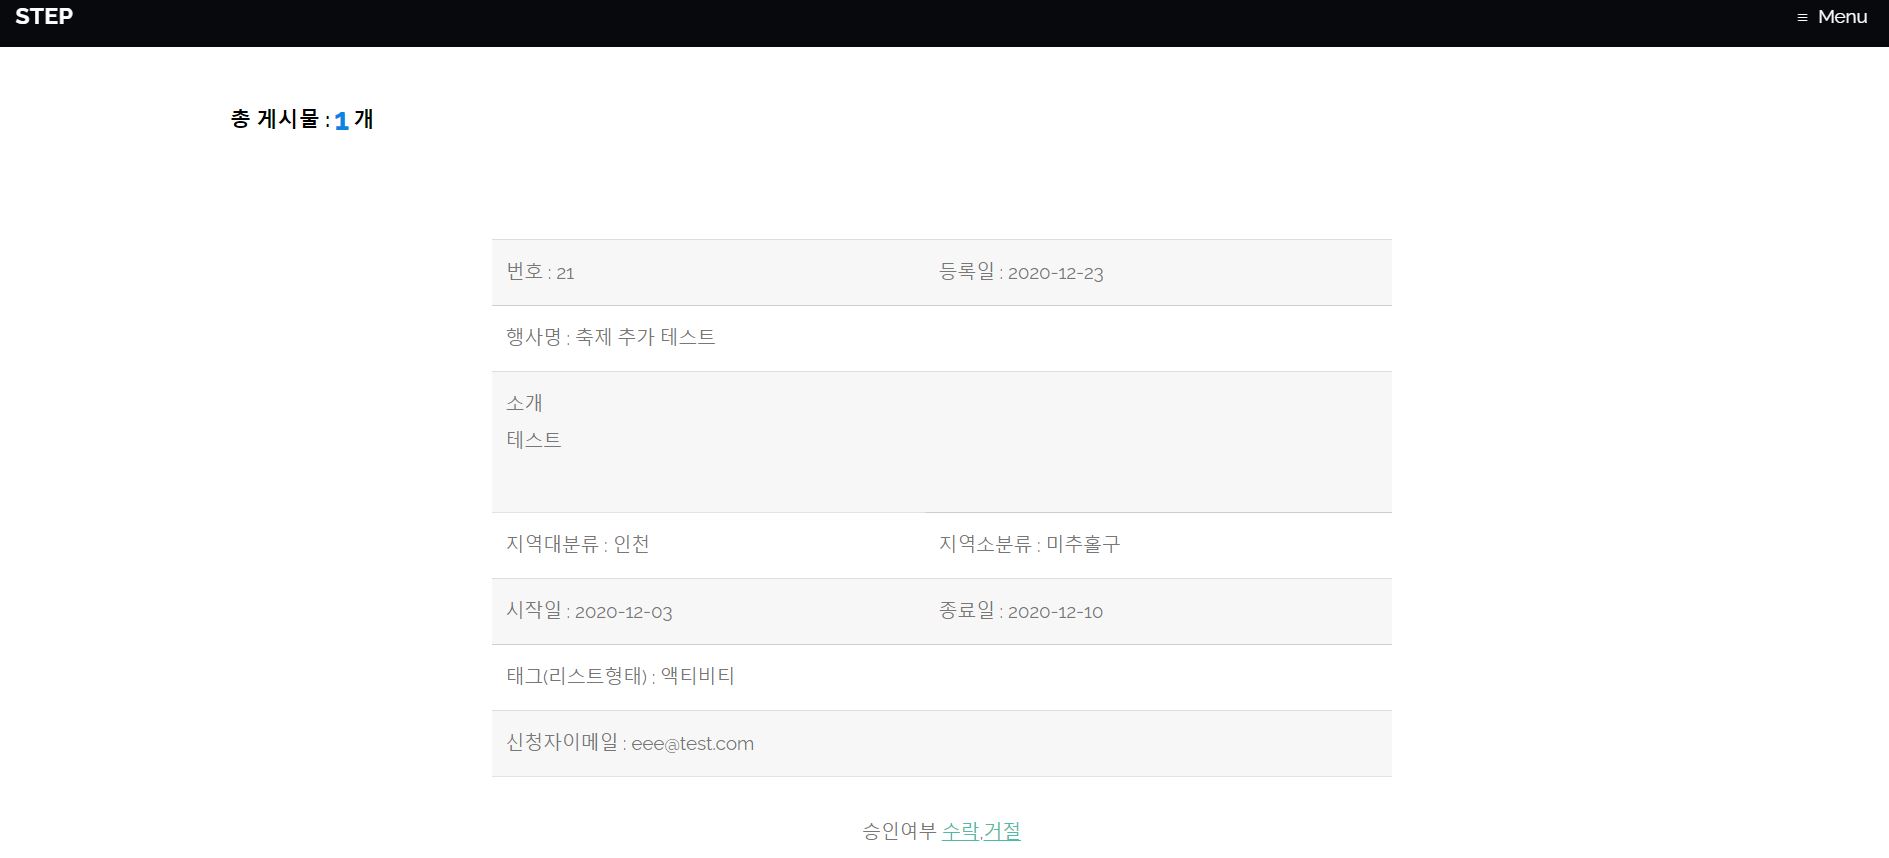 STEP
≡ Menu
총 게시물 : 1 개
번호 : 21 등록일 : 2020-12-23
행사명 : 축제 추가 테스트
소개
테스트
지역대분류 : 인천 지역소분류 : 미추홀구
시작일 : 2020-12-03 종료일 : 2020-12-10
태그(리스트형태) : 액티비티
신청자이메일 : eee@test.com
승인여부 수락,거절